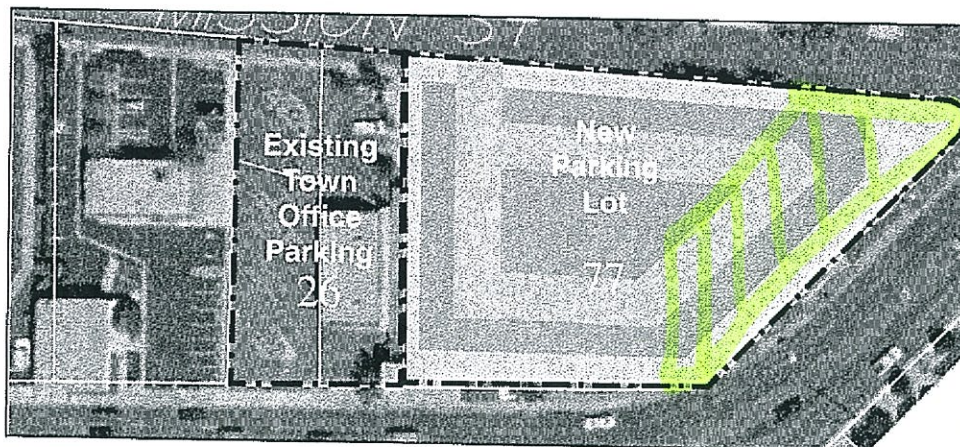 MISSION ST
Existing
Town
Office
Parking
26
New
Parking
Lot
77